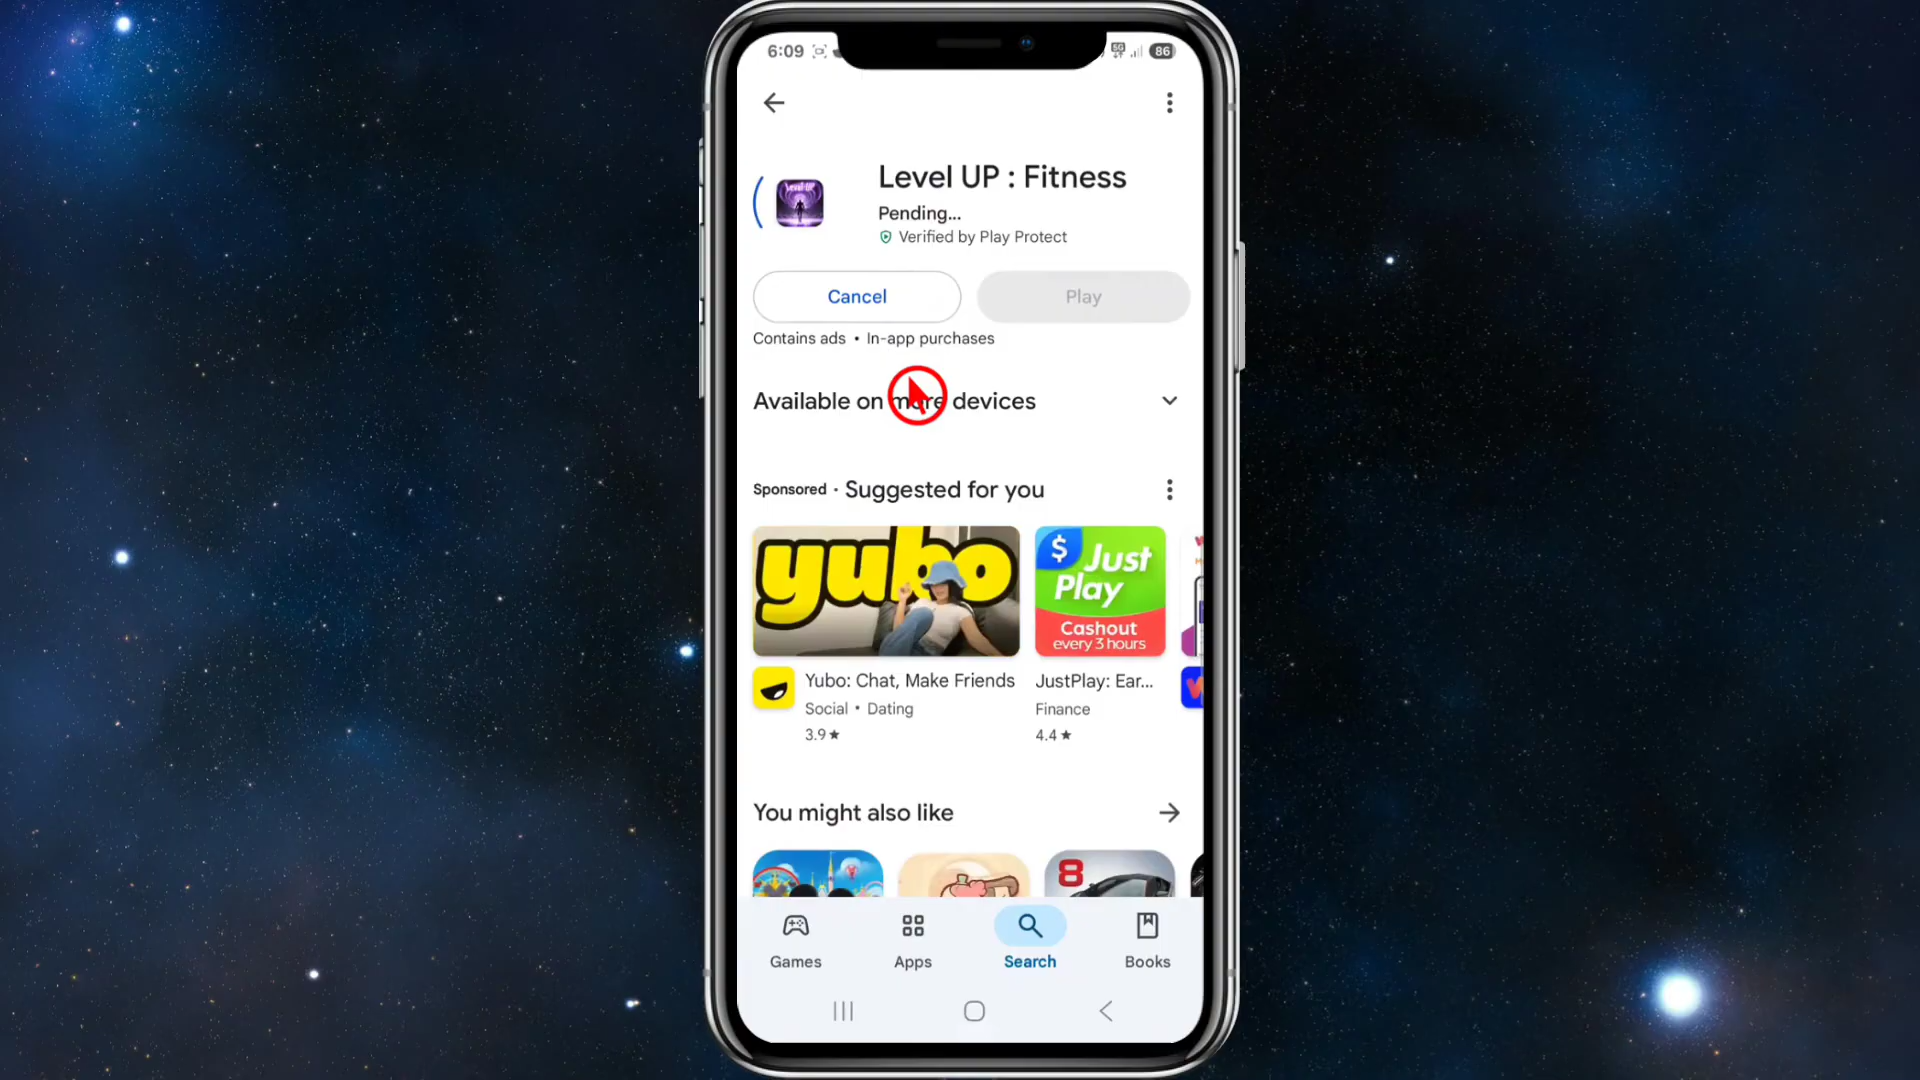 6:09
5G
86
Level UP : Fitness
Pending...
Verified by Play Protect
Cancel
Play
Contains ads • In-app purchases
Available on more devices
Sponsored · Suggested for you
yubo
$ Just
Play
Cashout
every 3 hours
Yubo: Chat, Make Friends
Social • Dating
3.9★
JustPlay: Ear...
Finance
4.4★
You might also like
8
Games
Apps
Search
Books